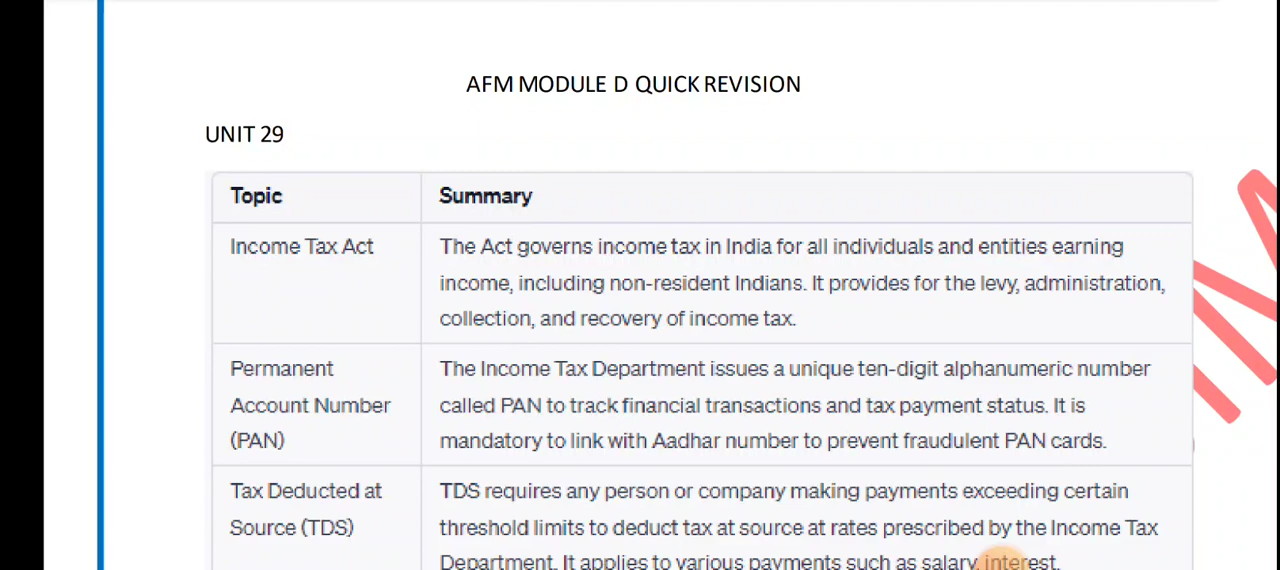 AFM MODULE D QUICK REVISION
UNIT 29
Topic Summary
Income Tax Act The Act governs income tax in India for all individuals and entities earning
income, including non-resident Indians. It provides for the levy, administration,
collection, and recovery of income tax.
Permanent The Income Tax Department issues a unique ten-digit alphanumeric number
Account Number called PAN to track financial transactions and tax payment status. It is
(PAN) mandatory to link with Aadhar number to prevent fraudulent PAN cards.
Tax Deducted at TDS requires any person or company making payments exceeding certain
Source (TDS) threshold limits to deduct tax at source at rates prescribed by the Income Tax
Department. It applies to various payments such as salary, interest,